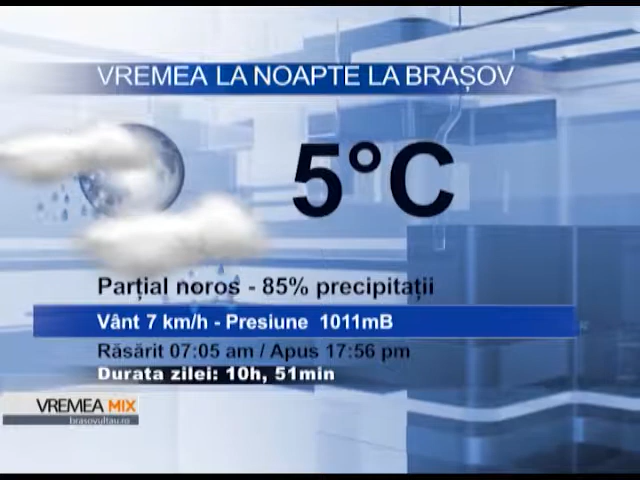 VREMEA LA NOAPTE LA BRAȘOV
5°C
Parțial noros - 85% precipitații
Vânt 7 km/h - Presiune 1011mB
Răsărit 07:05 am / Apus 17:56 pm
Durata zilei: 10h, 51min
VREMEA MIX
brasovultau.ro